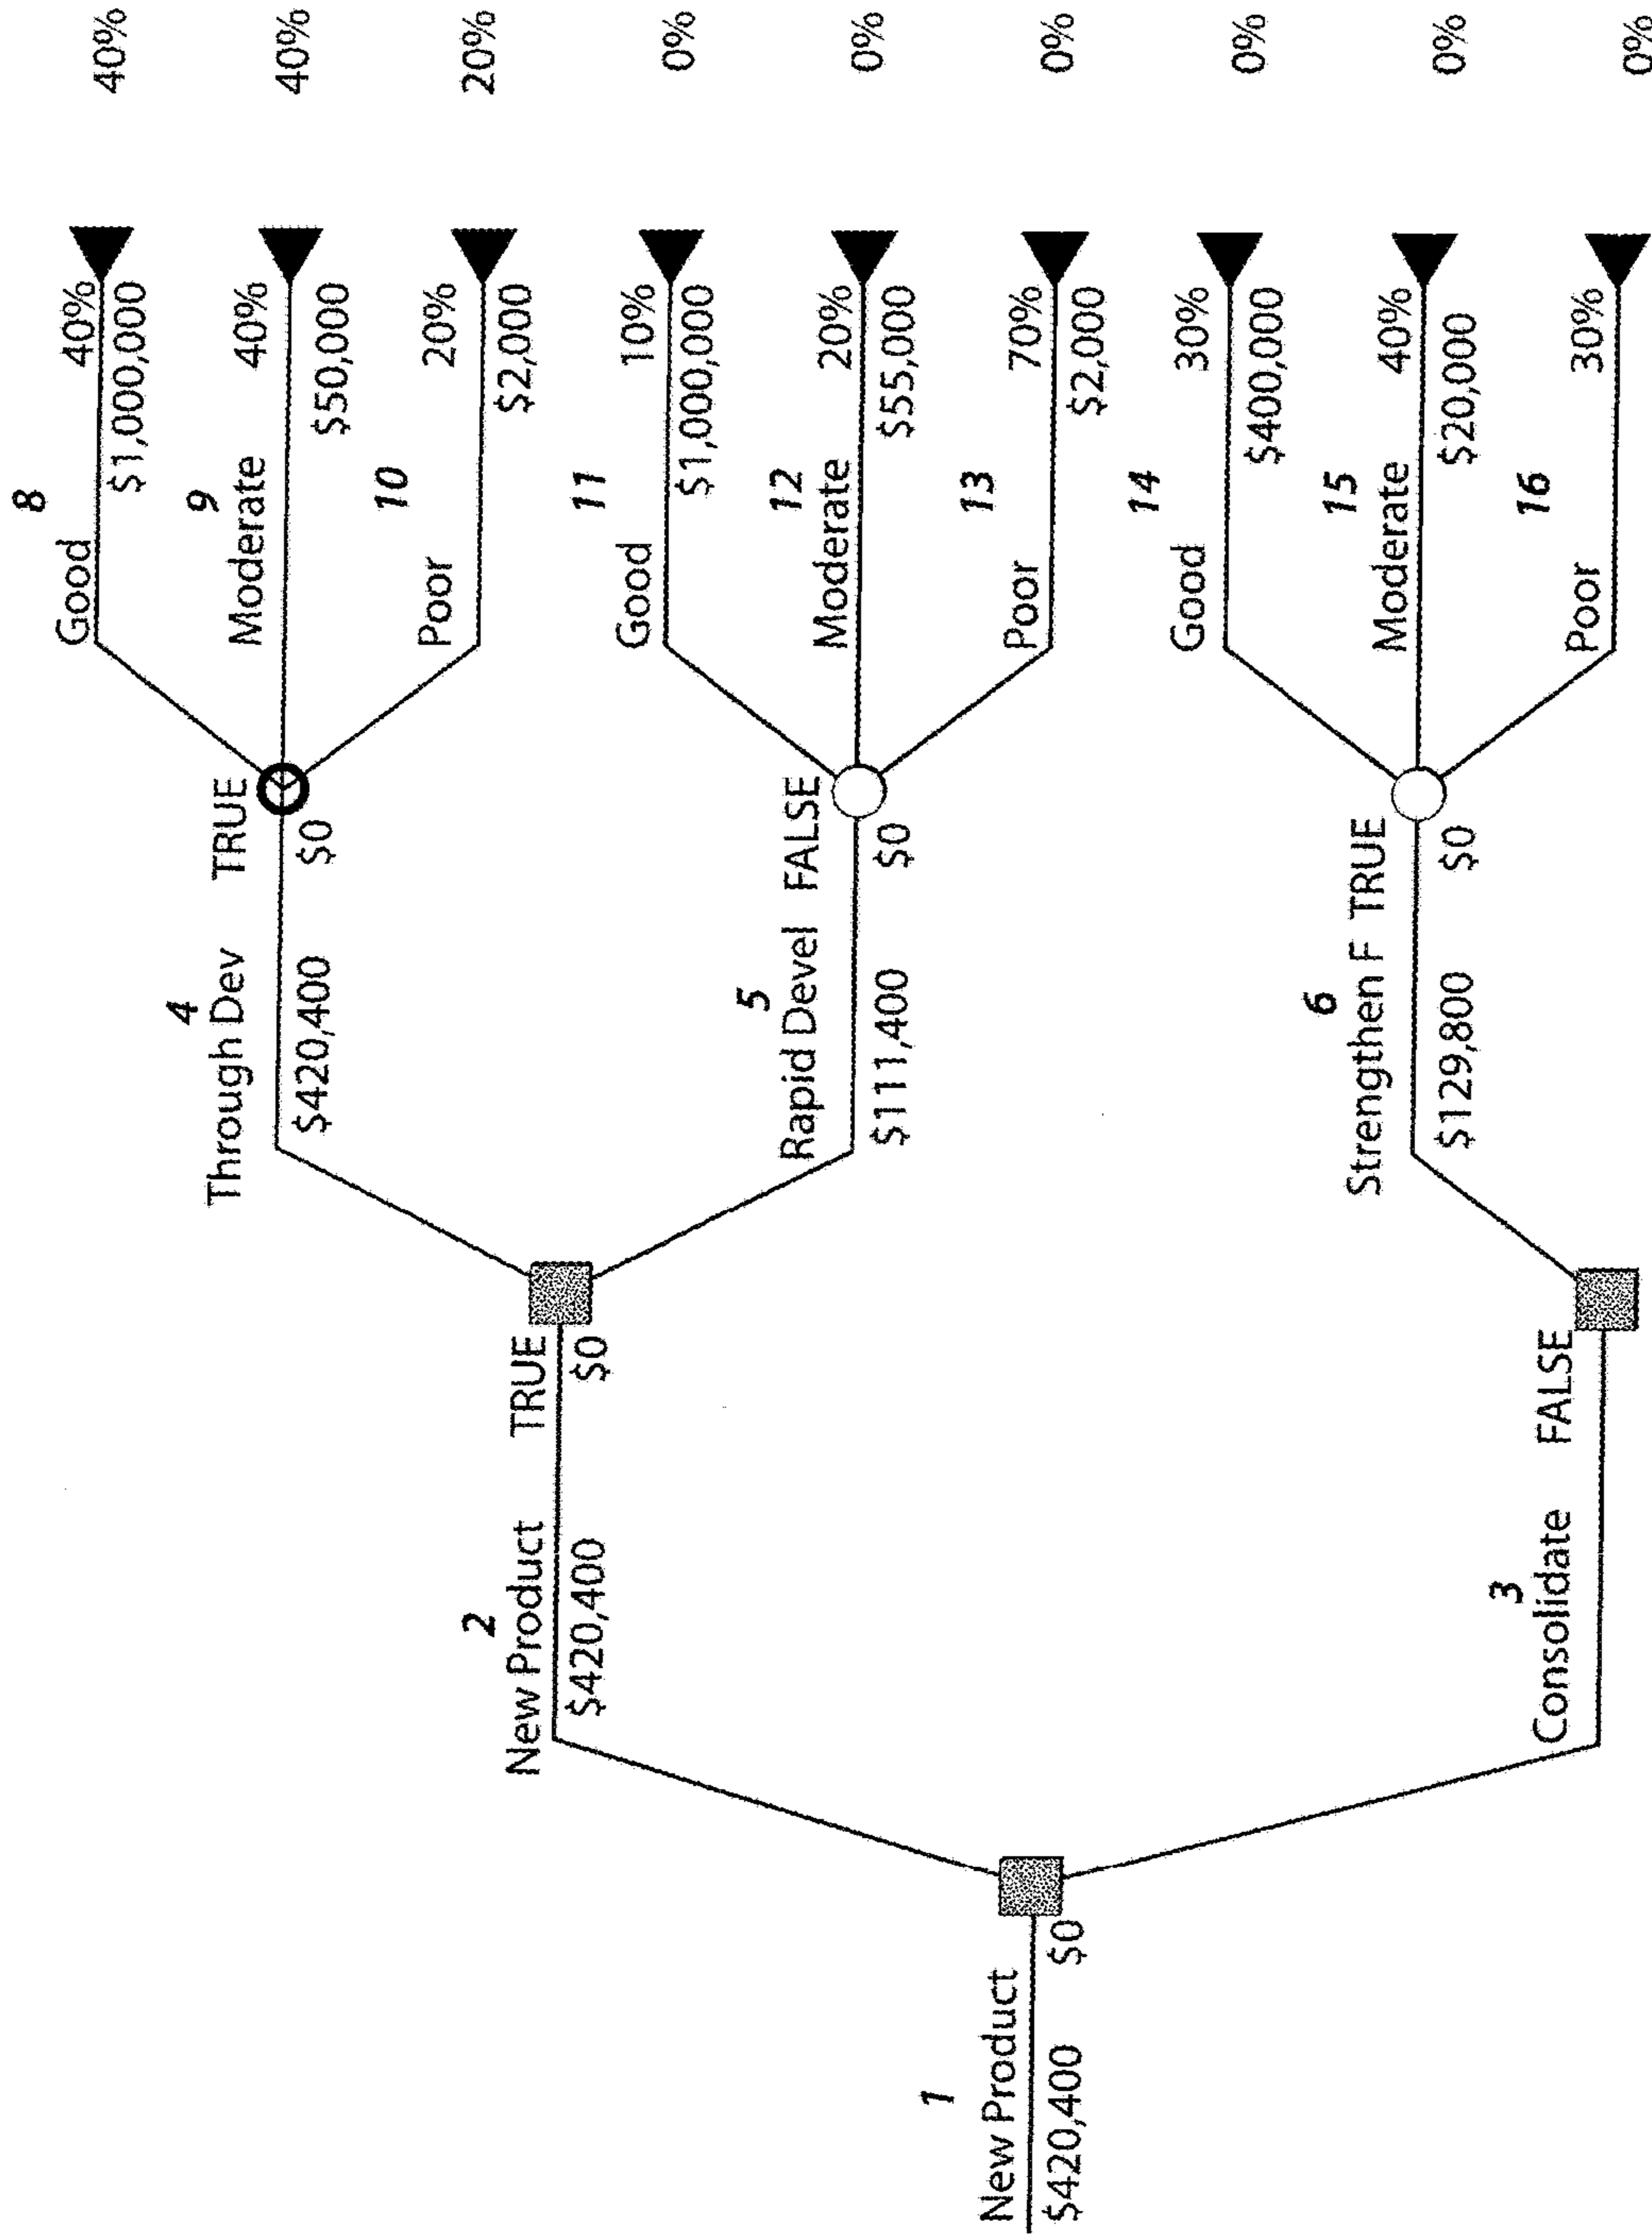 1
New Product
$420,400
$0
2
New Product
TRUE
$420,400
$0
3
Consolidate
FALSE
4
Through Dev
TRUE
$420,400
$0
5
Rapid Devel
FALSE
$111,400
$0
6
Strengthen F
TRUE
$129,800
$0
8
Good
40%
$1,000,000
40%
9
Moderate
40%
$50,000
40%
10
Poor
20%
$2,000
20%
11
Good
10%
$1,000,000
0%
12
Moderate
20%
$55,000
0%
13
Poor
70%
$2,000
0%
14
Good
30%
$400,000
0%
15
Moderate
40%
$20,000
0%
16
Poor
30%
0%